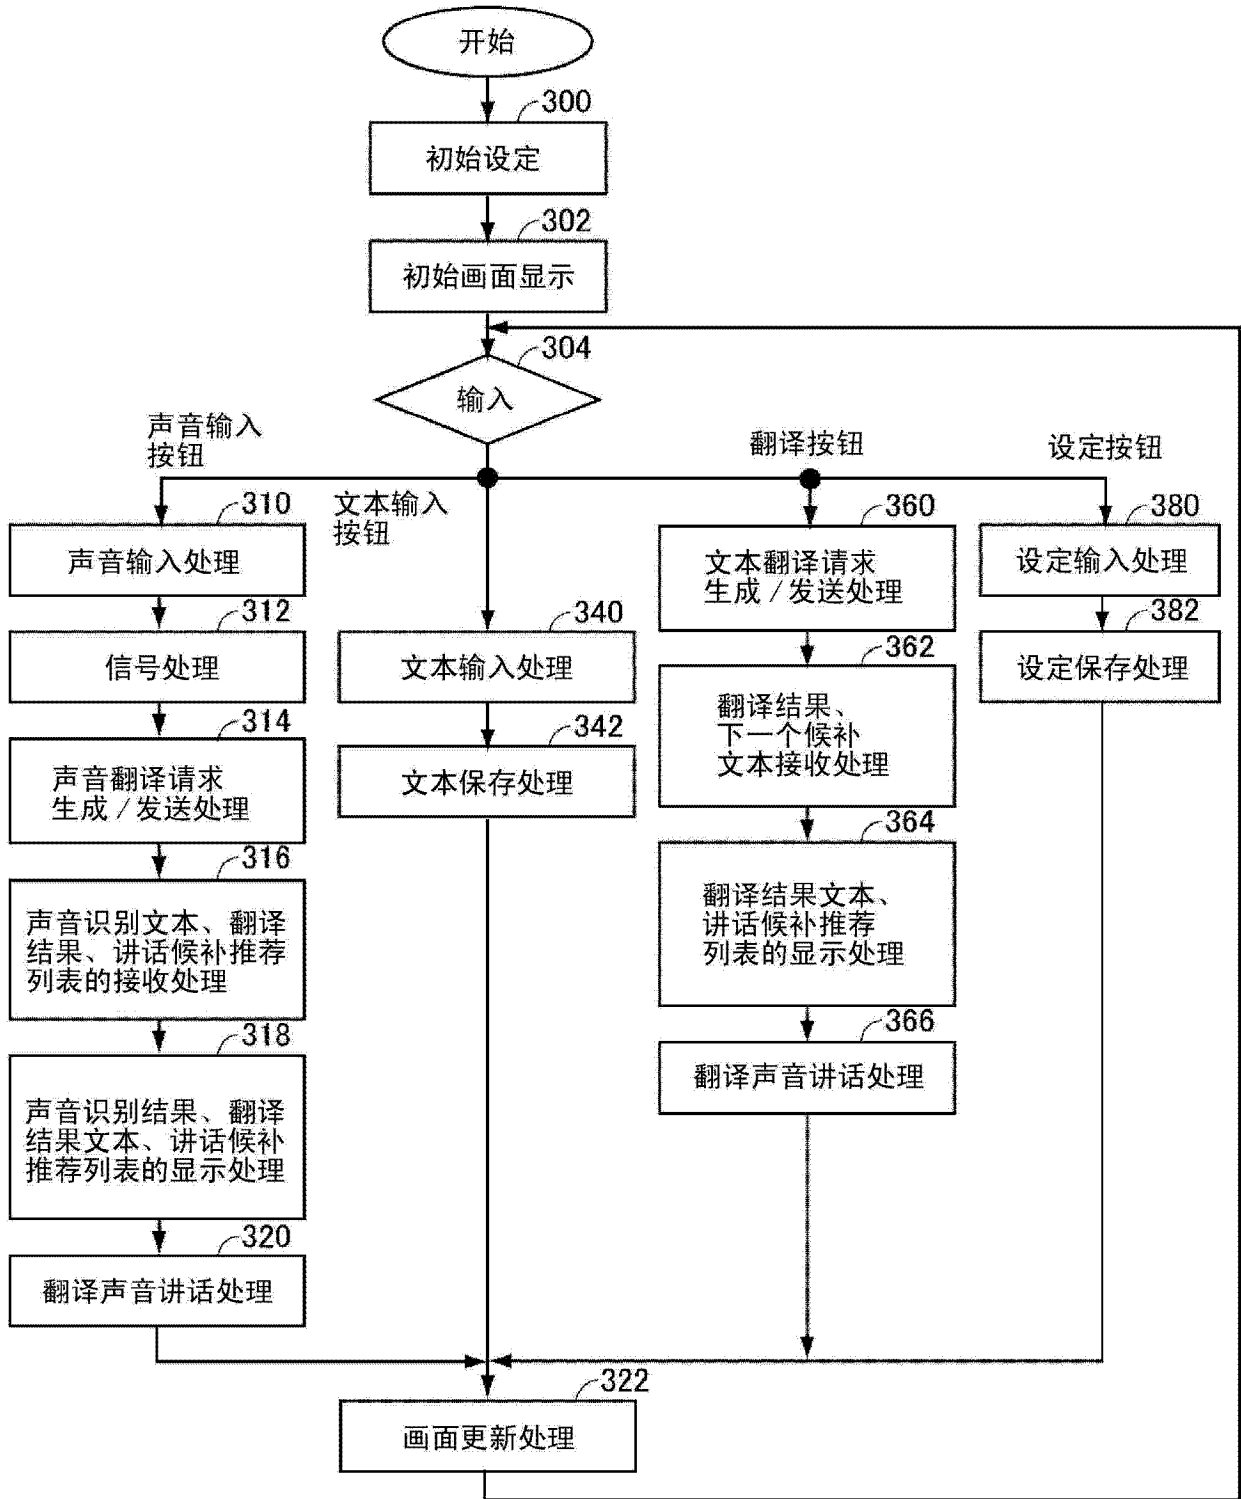 开始
300
初始设定
302
初始画面显示
304
输入
声音输入
按钮
文本输入
按钮
翻译按钮
设定按钮
310
声音输入处理
312
信号处理
314
声音翻译请求
生成/发送处理
316
声音识别文本、翻译
结果、讲话候补推荐
列表的接收处理
318
声音识别结果、翻译
结果文本、讲话候补
推荐列表的显示处理
320
翻译声音讲话处理
340
文本输入处理
342
文本保存处理
360
文本翻译请求
生成/发送处理
362
翻译结果、
下一个候补
文本接收处理
364
翻译结果文本、
讲话候补推荐
列表的显示处理
366
翻译声音讲话处理
380
设定输入处理
382
设定保存处理
322
画面更新处理